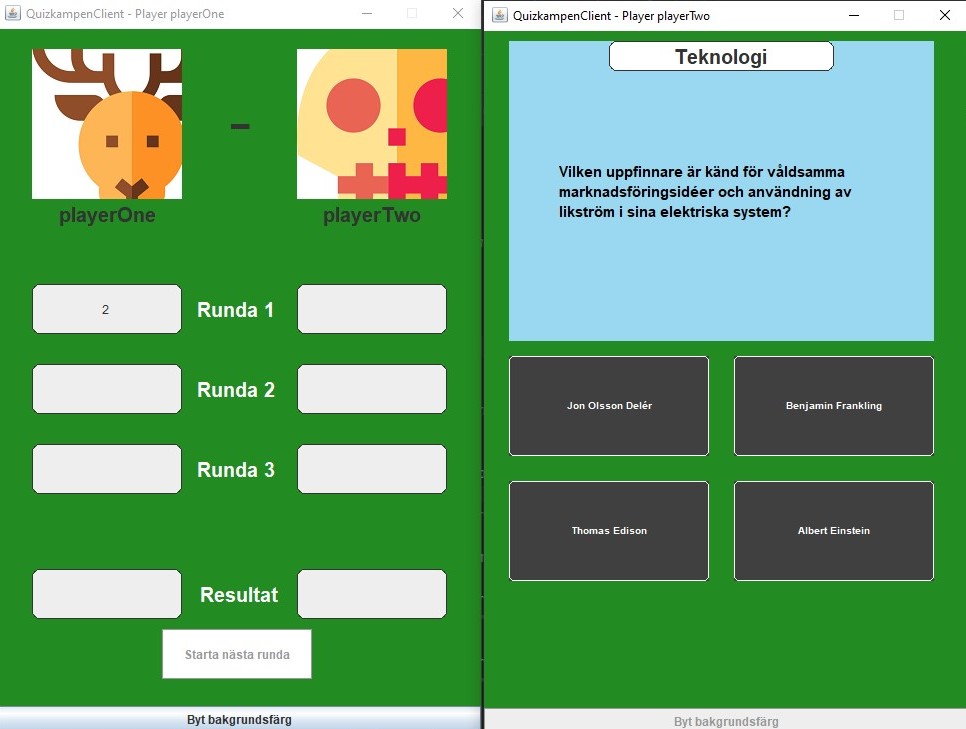 QuizkampenClient - Player playerOne
-
playerOne
playerTwo
2
Runda 1
Runda 2
Runda 3
Resultat
Starta nästa runda
Byt bakgrundsfärg
QuizkampenClient - Player playerTwo
Teknologi
Vilken uppfinnare är känd för våldsamma
marknadsföringsidéer och användning av
likström i sina elektriska system?
Jon Olsson Delér
Benjamin Frankling
Thomas Edison
Albert Einstein
Byt bakgrundsfärg